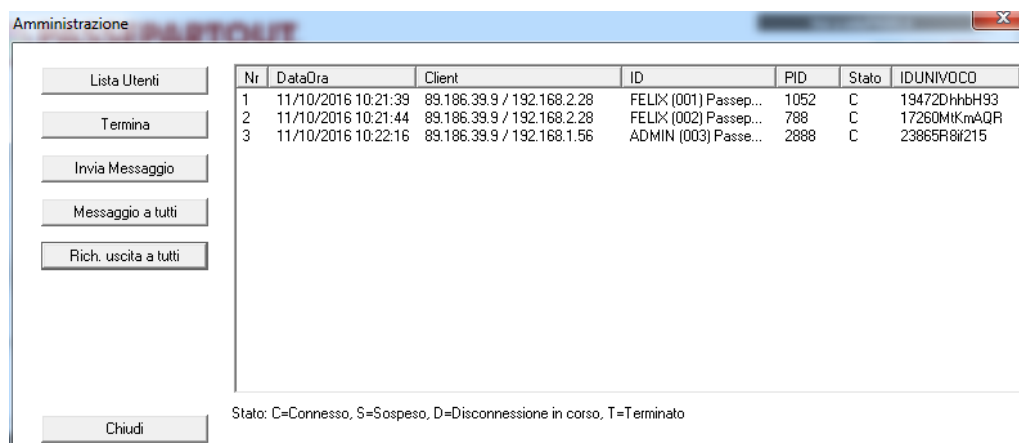 Amministrazione
Lista Utenti
Termina
Invia Messaggio
Messaggio a tutti
Rich. uscita a tutti
Chiudi
Nr DataOra Client ID PID Stato IDUNIVOCO
1 11/10/2016 10:21:39 89.186.39.9 / 192.168.2.28 FELIX (001) Passep... 1052 C 19472DhhbH93
2 11/10/2016 10:21:44 89.186.39.9 / 192.168.2.28 FELIX (002) Passep... 788 C 17260MtKmAQR
3 11/10/2016 10:22:16 89.186.39.9 / 192.168.1.56 ADMIN (003) Passe... 2888 C 23865R8if215
Stato: C=Connesso, S=Sospeso, D=Disconnessione in corso, T=Terminato